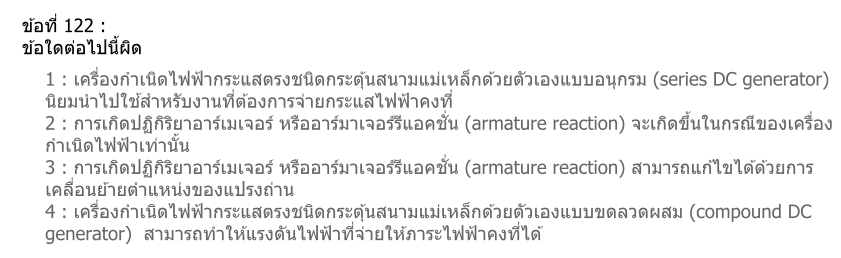 ข้อที่ 122 :
ข้อใดต่อไปนี้ผิด
1 : เครื่องกำเนิดไฟฟ้ากระแสตรงชนิดกระตุ้นสนามแม่เหล็กด้วยตัวเองแบบอนุกรม (series DC generator)
นิยมนำไปใช้สำหรับงานที่ต้องการจ่ายกระแสไฟฟ้าคงที่
2 : การเกิดปฏิกิริยาอาร์เมเจอร์ หรืออาร์มาเจอร์รีแอคชั่น (armature reaction) จะเกิดขึ้นในกรณีของเครื่อง
กำเนิดไฟฟ้าเท่านั้น
3 : การเกิดปฏิกิริยาอาร์เมเจอร์ หรืออาร์มาเจอร์รีแอคชั่น (armature reaction) สามารถแก้ไขได้ด้วยการ
เคลื่อนย้ายตำแหน่งของแปรงถ่าน
4 : เครื่องกำเนิดไฟฟ้ากระแสตรงชนิดกระตุ้นสนามแม่เหล็กด้วยตัวเองแบบขดลวดผสม (compound DC
generator)  สามารถทำให้แรงดันไฟฟ้าที่จ่ายให้ภาระไฟฟ้าคงที่ได้